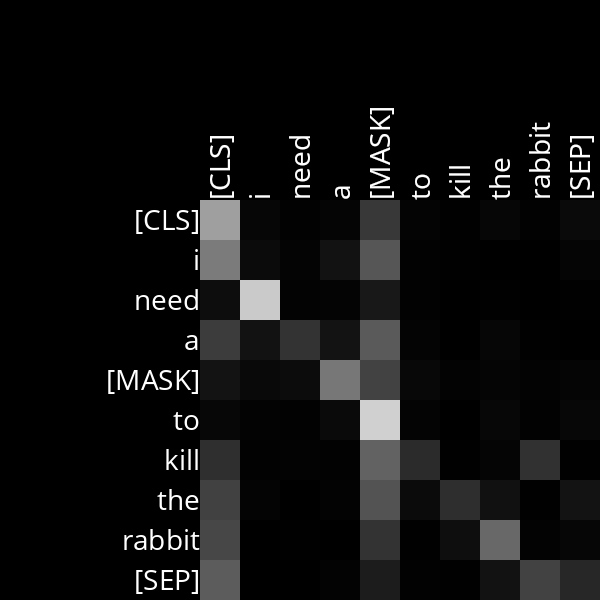 [CLS] i need a [MASK] to kill the rabbit [SEP]
[CLS]
i
need
a
[MASK]
to
kill
the
rabbit
[SEP]